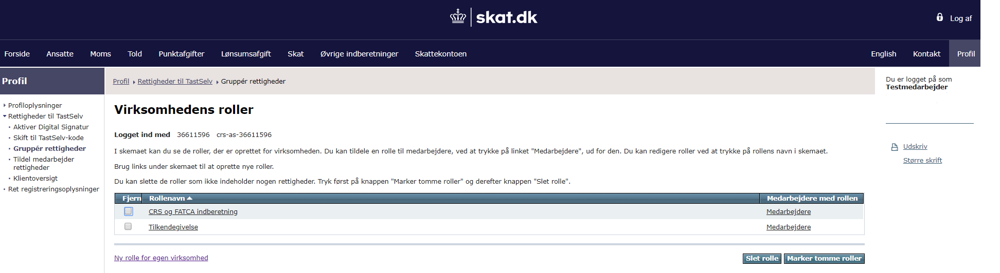 skat.dk
Log af
Forside Ansatte Moms Told Punktafgifter Lønsumsafgift Skat Øvrige indberetninger Skattekontoen English Kontakt Profil
Profil
Profiloplysninger
Rettigheder til TastSelv
Aktiver Digital Signatur
Skift til TastSelv-kode
Gruppér rettigheder
Tildel medarbejder
rettigheder
Klientoversigt
Ret registreringsoplysninger
Profil Rettigheder til TastSelv Gruppér rettigheder
Virksomhedens roller
Logget ind med 36611596 crs-as-36611596
I skemaet kan du se de roller, der er oprettet for virksomheden. Du kan tildele en rolle til medarbejdere, ved at trykke på linket "Medarbejdere", ud for den. Du kan redigere roller ved at trykke på rollens navn i skemaet.
Brug links under skemaet til at oprette nye roller.
Du kan slette de roller som ikke indeholder nogen rettigheder. Tryk først på knappen "Marker tomme roller" og derefter knappen "Slet rolle".
Fjern Rollenavn Medarbejdere med rollen
CRS og FATCA indberetning Medarbejdere
Tilkendegivelse Medarbejdere
Ny rolle for egen virksomhed Slet rolle Marker tomme roller
Du er logget på som
Testmedarbejder
Udskriv
Større skrift